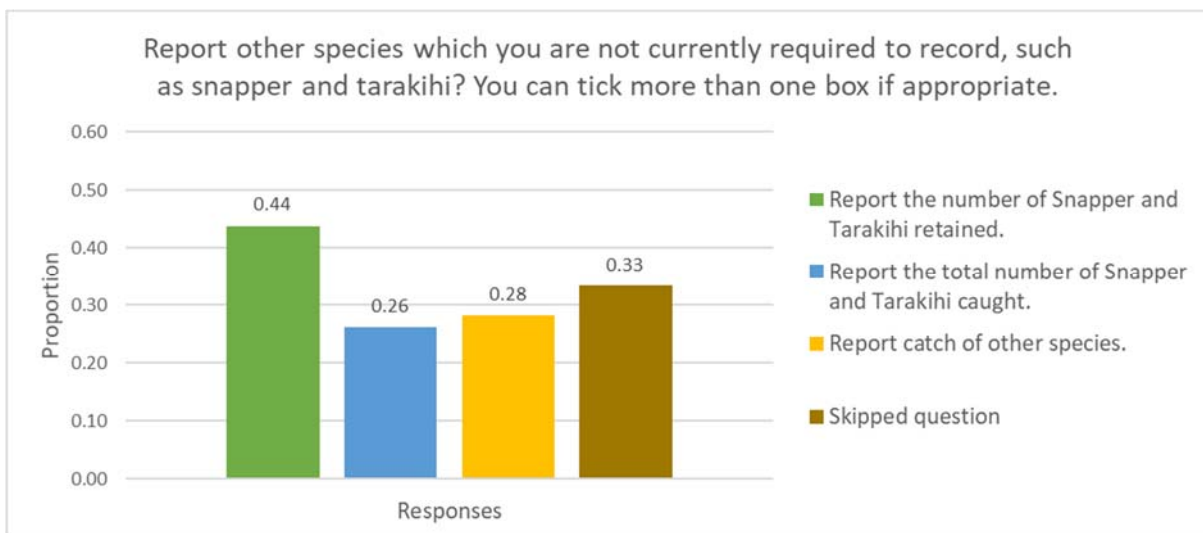 Report other species which you are not currently required to record, such
as snapper and tarakihi? You can tick more than one box if appropriate.
0.60
0.50
0.40
0.30
0.20
0.10
0.00
Proportion
0.44
0.26
0.28
0.33
Responses
Report the number of Snapper and
Tarakihi retained.
Report the total number of Snapper
and Tarakihi caught.
Report catch of other species.
Skipped question